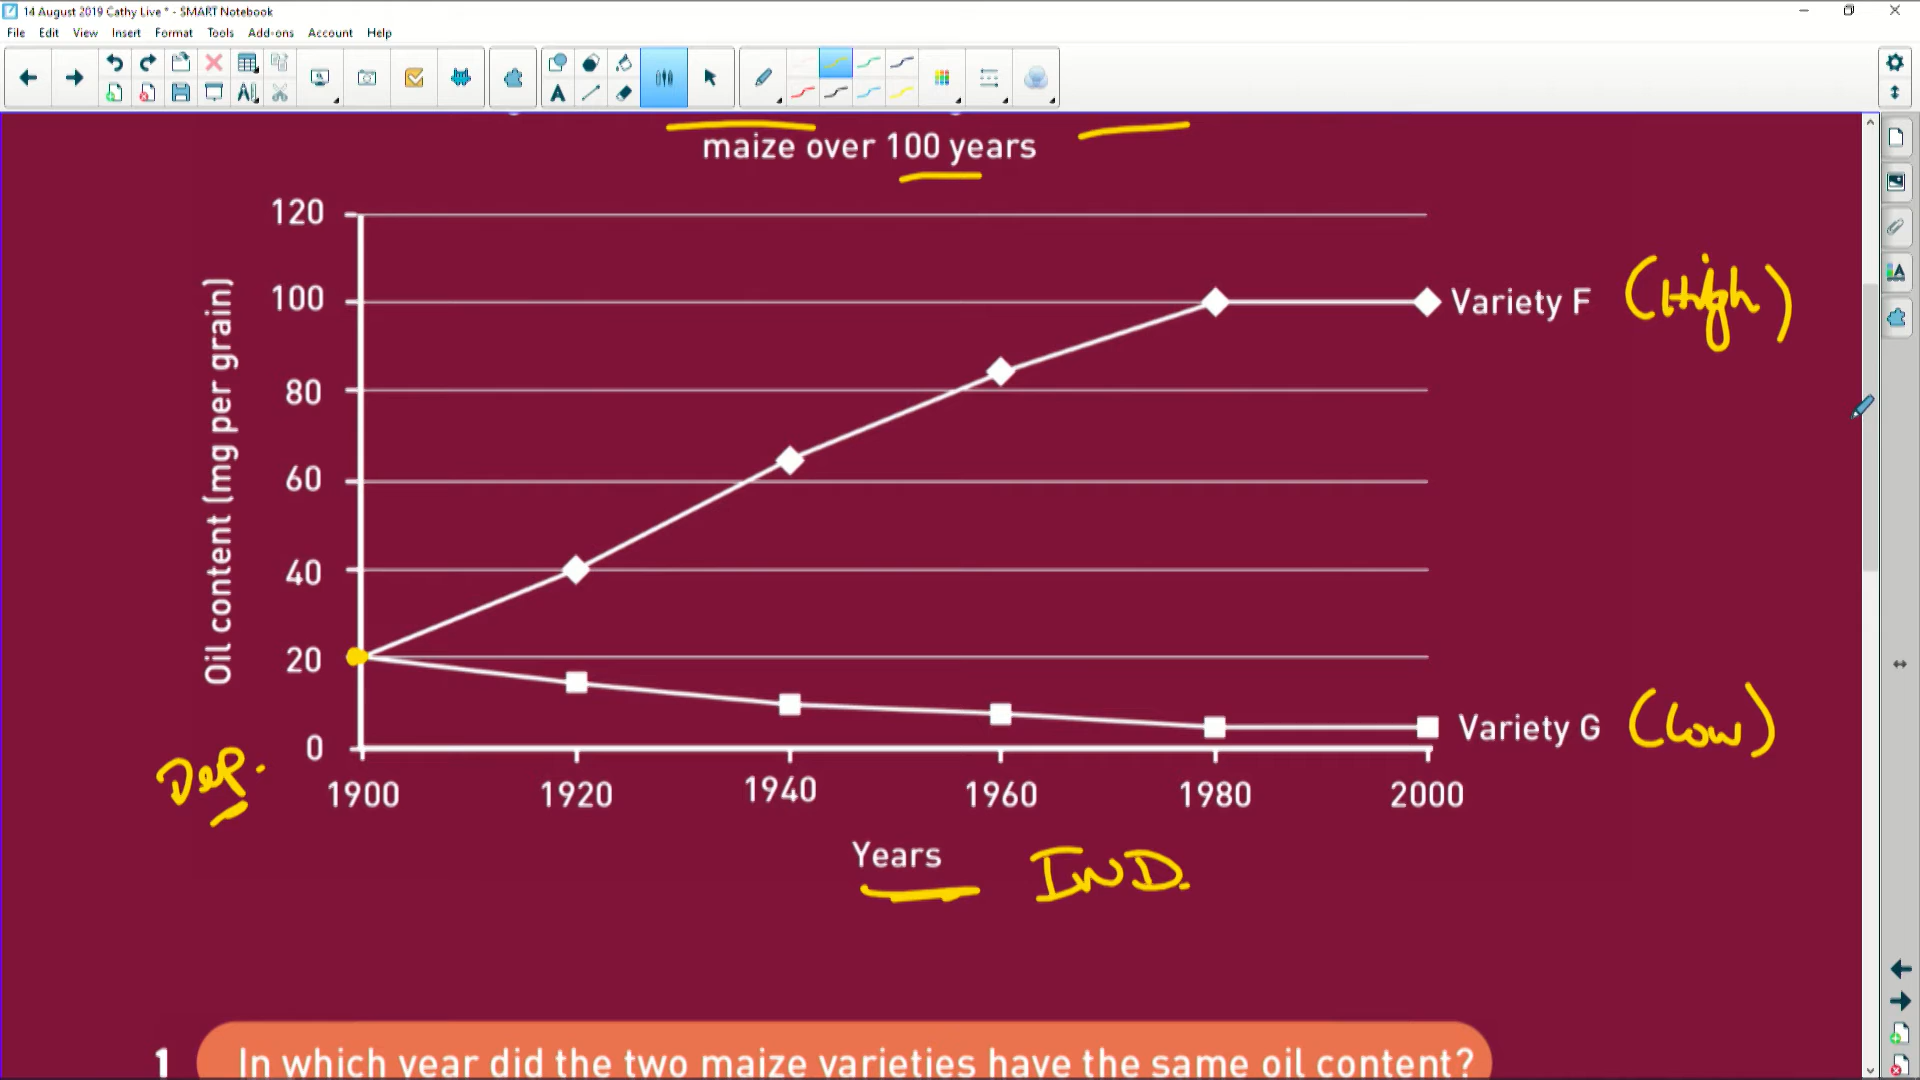 14 August 2019 Cathy Live * - SMART Notebook
File Edit View Insert Format Tools Add-ons Account Help
maize over 100 years
120
100
80
60
40
20
0
Oil content (mg per grain)
Variety F (High)
Variety G (Low)
Dep.
1900 1920 1940 1960 1980 2000
Years IND.
1 In which year did the two maize varieties have the same oil content?